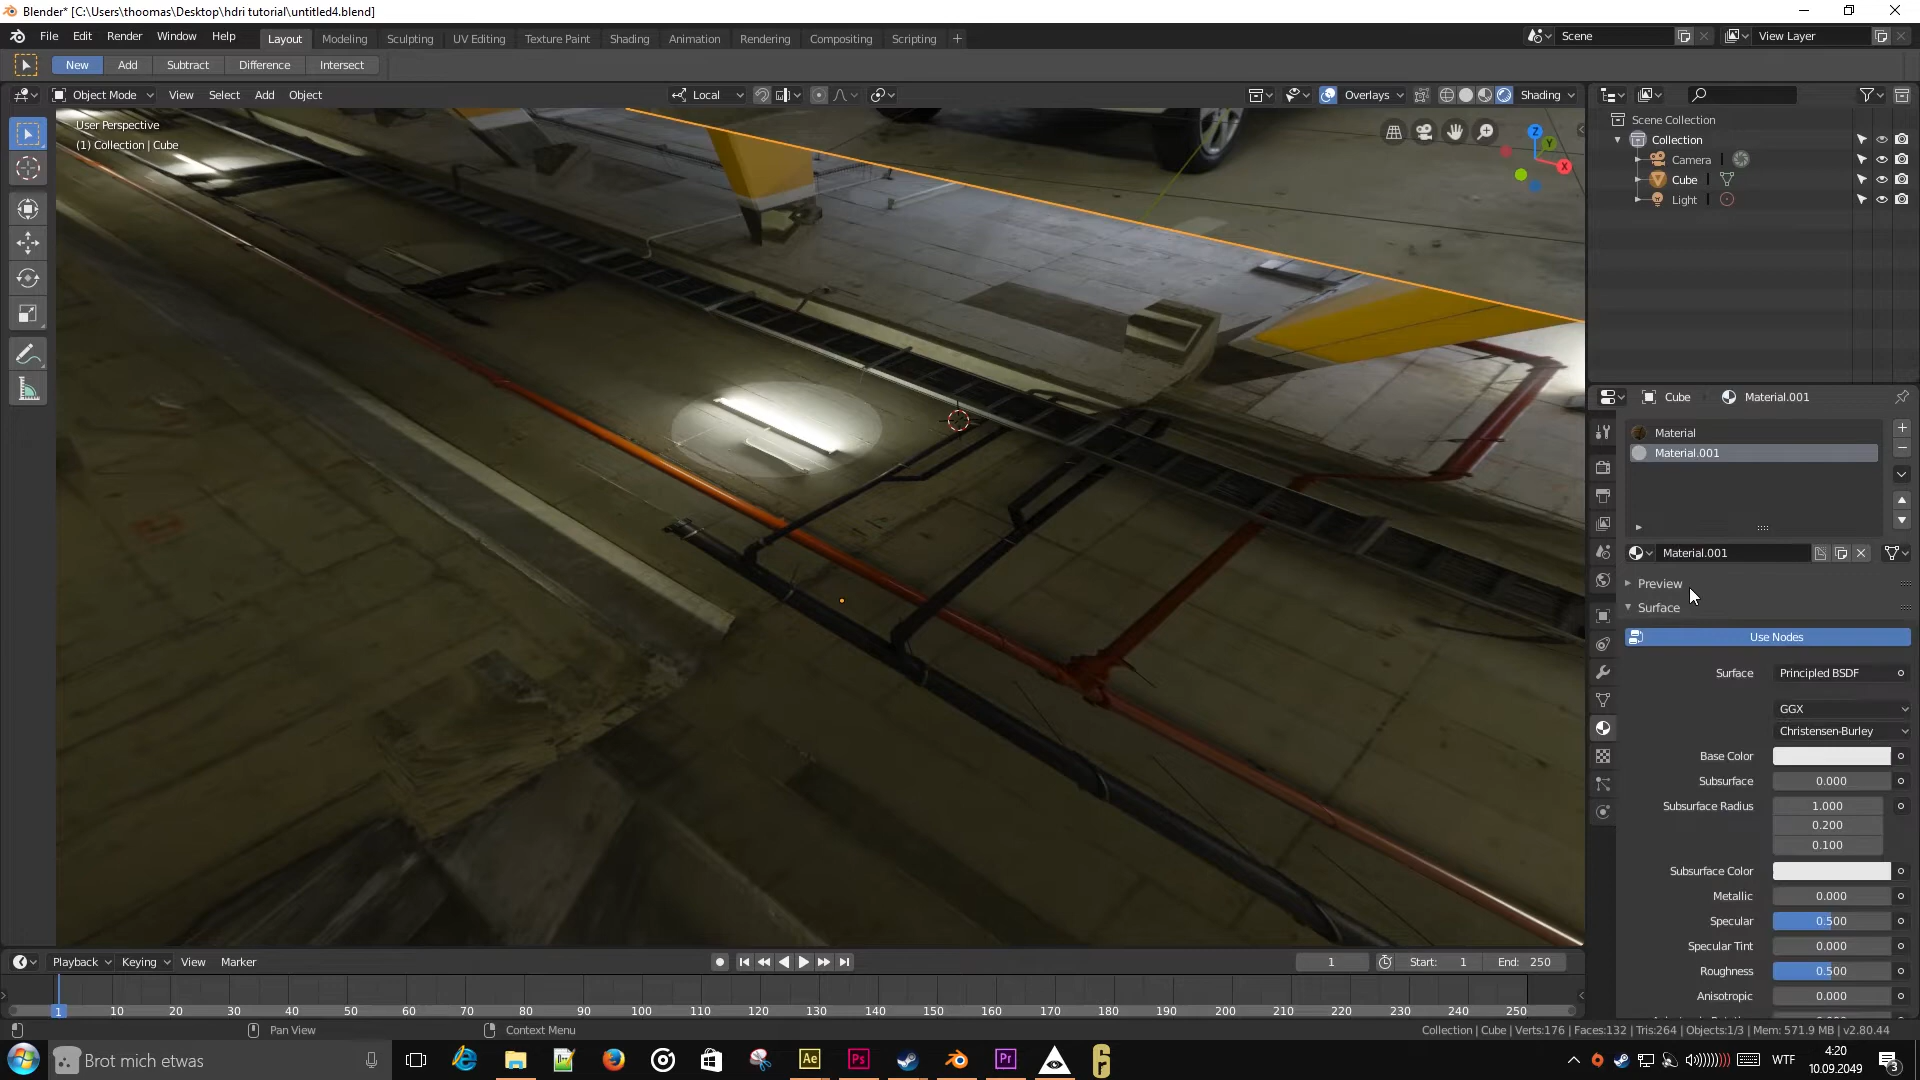 Blender* [C:\Users\thoomas\Desktop\hdri tutorial\untitled4.blend]
File Edit Render Window Help Layout Modeling Sculpting UV Editing Texture Paint Shading Animation Rendering Compositing Scripting + Scene View Layer
New Add Subtract Difference Intersect
Object Mode View Select Add Object Local Overlays Shading
User Perspective
(1) Collection | Cube
Z
Y
X
Scene Collection
Collection
Camera
Cube
Light
Cube Material.001
Material
Material.001
Material.001
Preview
Surface
Use Nodes
Surface Principled BSDF
GGX
Christensen-Burley
Base Color
Subsurface 0.000
Subsurface Radius 1.000
0.200
0.100
Subsurface Color
Metallic 0.000
Specular 0.500
Specular Tint 0.000
Roughness 0.500
Anisotropic 0.000
Playback Keying View Marker 1 Start: 1 End: 250
1 10 20 30 40 50 60 70 80 90 100 110 120 130 140 150 160 170 180 190 200 210 220 230 240 250
Pan View Context Menu Collection | Cube | Verts:176 | Faces:132 | Tris:264 | Objects:1/3 | Mem: 571.9 MB | v2.80.44
Brot mich etwas Ae Ps Pr WTF 4:20
10.09.2049 3